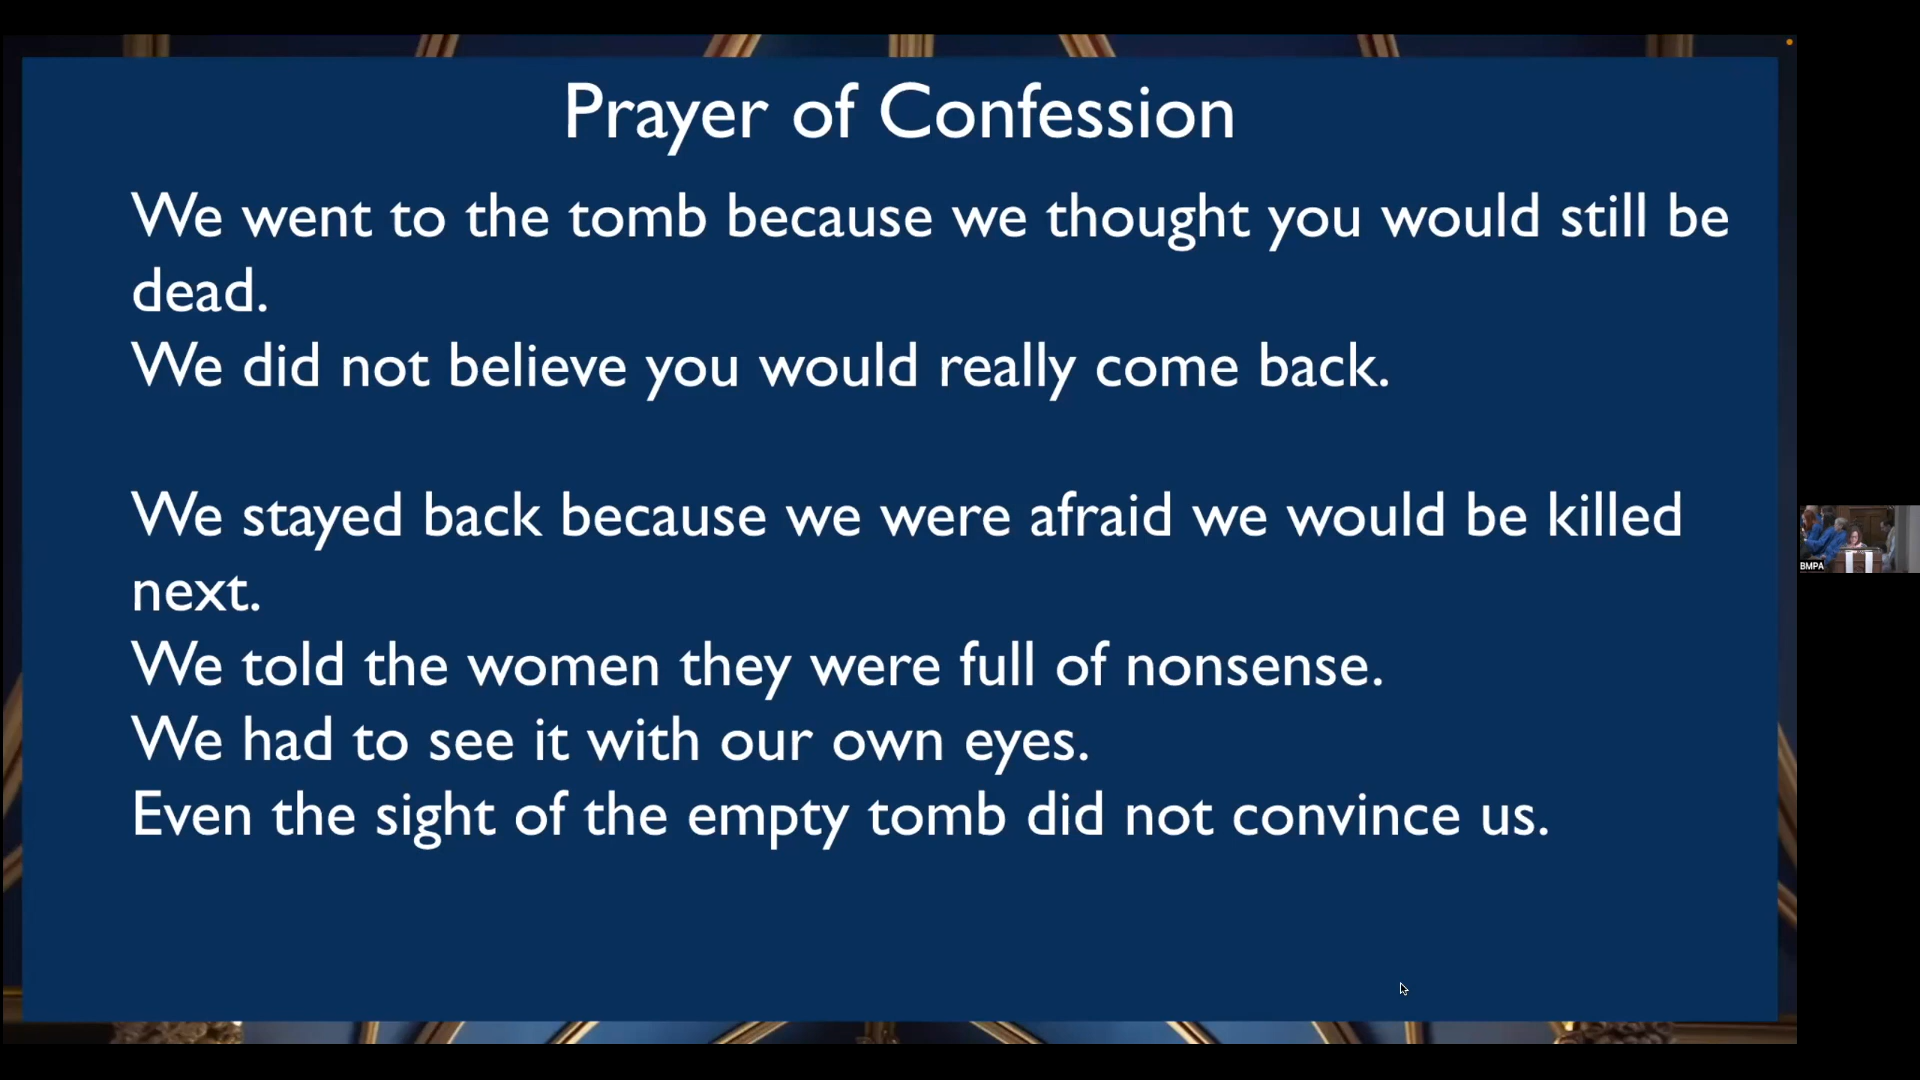 Prayer of Confession
We went to the tomb because we thought you would still be
dead.
We did not believe you would really come back.
We stayed back because we were afraid we would be killed
next.
We told the women they were full of nonsense.
We had to see it with our own eyes.
Even the sight of the empty tomb did not convince us.
BMPA